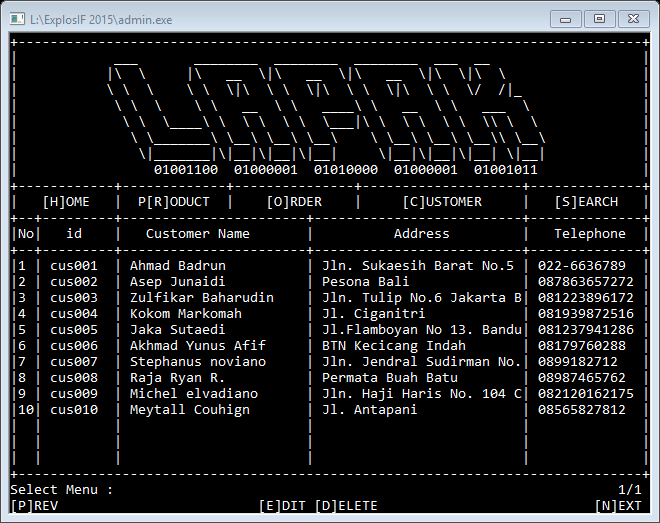 L:\ExplosIF 2015\admin.exe
LAPAK
01001100 01000001 01010000 01000001 01001011
[H]OME P[R]ODUCT [O]RDER [C]USTOMER [S]EARCH
No id Customer Name Address Telephone
1 cus001 Ahmad Badrun Jln. Sukaesih Barat No.5 022-6636789
2 cus002 Asep Junaidi Pesona Bali 087863657272
3 cus003 Zulfikar Baharudin Jln. Tulip No.6 Jakarta B 081223896172
4 cus004 Kokom Markomah Jl. Ciganitri 081939872516
5 cus005 Jaka Sutaedi Jl.Flamboyan No 13. Bandu 081237941286
6 cus006 Akhmad Yunus Afif BTN Kecicang Indah 08179760288
7 cus007 Stephanus noviano Jln. Jendral Sudirman No. 0899182712
8 cus008 Raja Ryan R. Permata Buah Batu 08987465762
9 cus009 Michel elvadiano Jln. Haji Haris No. 104 C 082120162175
10 cus010 Meytall Couhign Jl. Antapani 08565827812
Select Menu : 1/1
[P]REV [E]DIT [D]ELETE [N]EXT